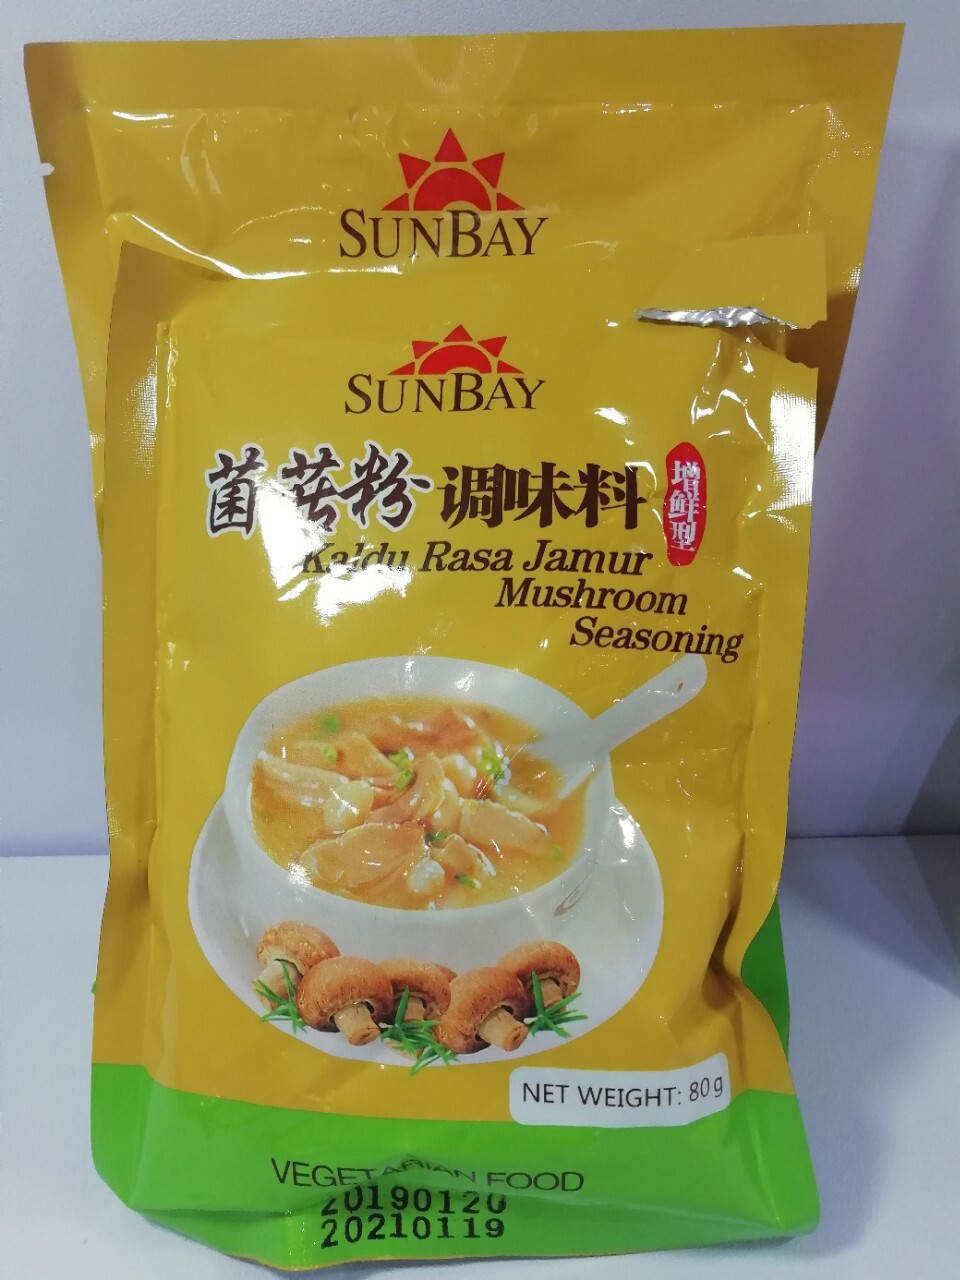 SUNBAY
SUNBAY
菌菇粉 调味料
增鲜型
Kaldu Rasa Jamur
Mushroom
Seasoning
NET WEIGHT: 80g
VEGETARIAN FOOD
20190120
20210119